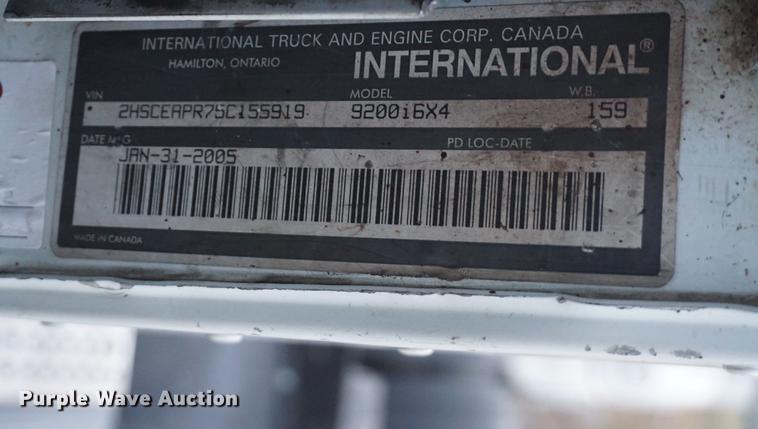 INTERNATIONAL TRUCK AND ENGINE CORP. CANADA
HAMILTON, ONTARIO
INTERNATIONAL®
VIN MODEL W.B.
2HSCEAPR75C155919 9200i6X4 159
DATE MFG PD LOC-DATE
JAN-31-2005
MADE IN CANADA
Purple Wave Auction